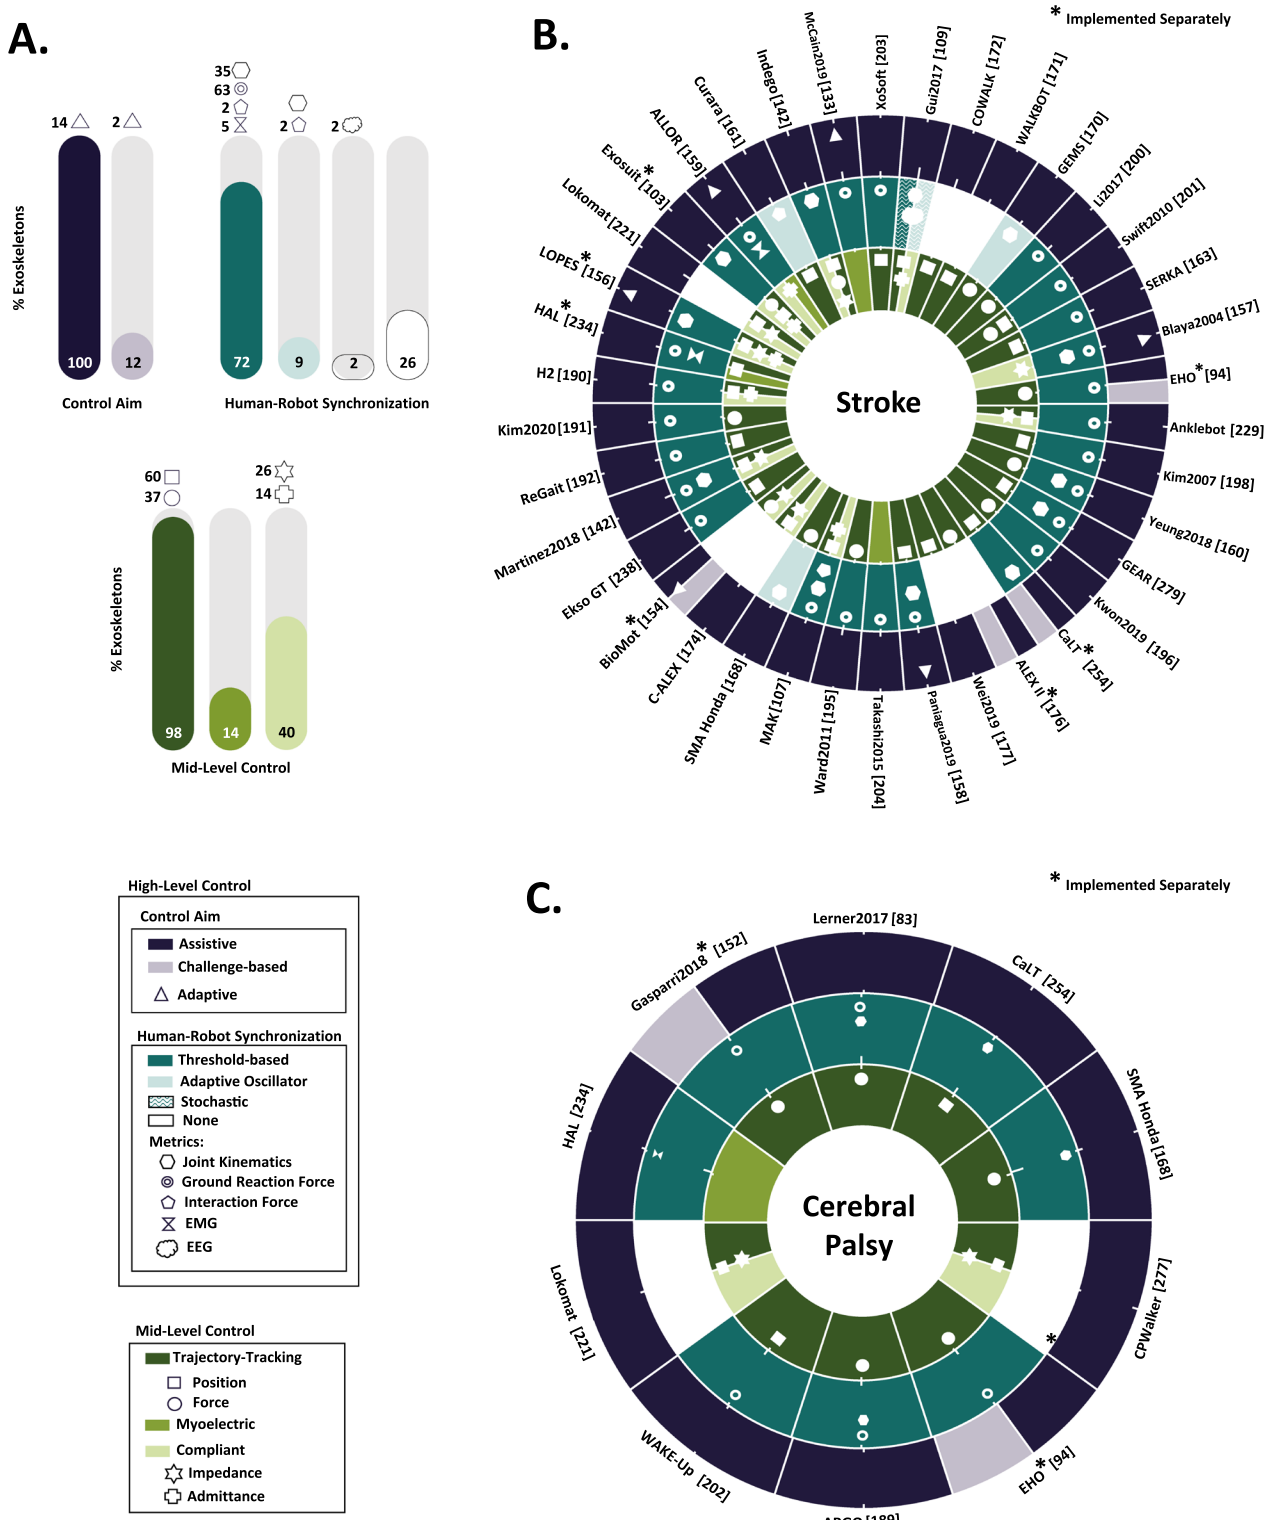 A.
35
63
2
5
14
2
2
2
% Exoskeletons
100
12
72
9
2
26
Control Aim
Human-Robot Synchronization
60
37
26
14
% Exoskeletons
98
14
40
Mid-Level Control
High-Level Control
Control Aim
Assistive
Challenge-based
Adaptive
Human-Robot Synchronization
Threshold-based
Adaptive Oscillator
Stochastic
None
Metrics:
Joint Kinematics
Ground Reaction Force
Interaction Force
EMG
EEG
Mid-Level Control
Trajectory-Tracking
Position
Force
Myoelectric
Compliant
Impedance
Admittance
B.
* Implemented Separately
XoSoft [203]
Gui2017 [109]
COWALK [172]
WALKBOT [171]
GEMS [170]
Li2017 [200]
Swift2010 [201]
SERKA [163]
Blaya2004 [157]
EHO* [94]
Anklebot [229]
Kim2007 [198]
Yeung2018 [160]
GEAR [279]
Kwon2019 [196]
CaLT* [254]
ALEX II* [176]
Wei2019 [177]
Paniagua2019 [158]
Takashi2015 [204]
Ward2011 [195]
MAK [107]
SMA Honda [168]
C-ALEX [174]
BioMot* [154]
Ekso GT [238]
Martinez2018 [142]
ReGait [192]
Kim2020 [191]
H2 [190]
HAL* [234]
LOPES* [156]
Lokomat [221]
Exosuit* [103]
ALLOR [159]
Curara [161]
Indego [142]
McCain2019 [133]
Stroke
C.
* Implemented Separately
Lerner2017 [83]
CaLT [254]
SMA Honda [168]
CPWalker [277]
*
EHO* [94]
ARGO [189]
WAKE-Up [202]
Lokomat [221]
HAL [234]
Gasparri2018* [152]
Cerebral
Palsy